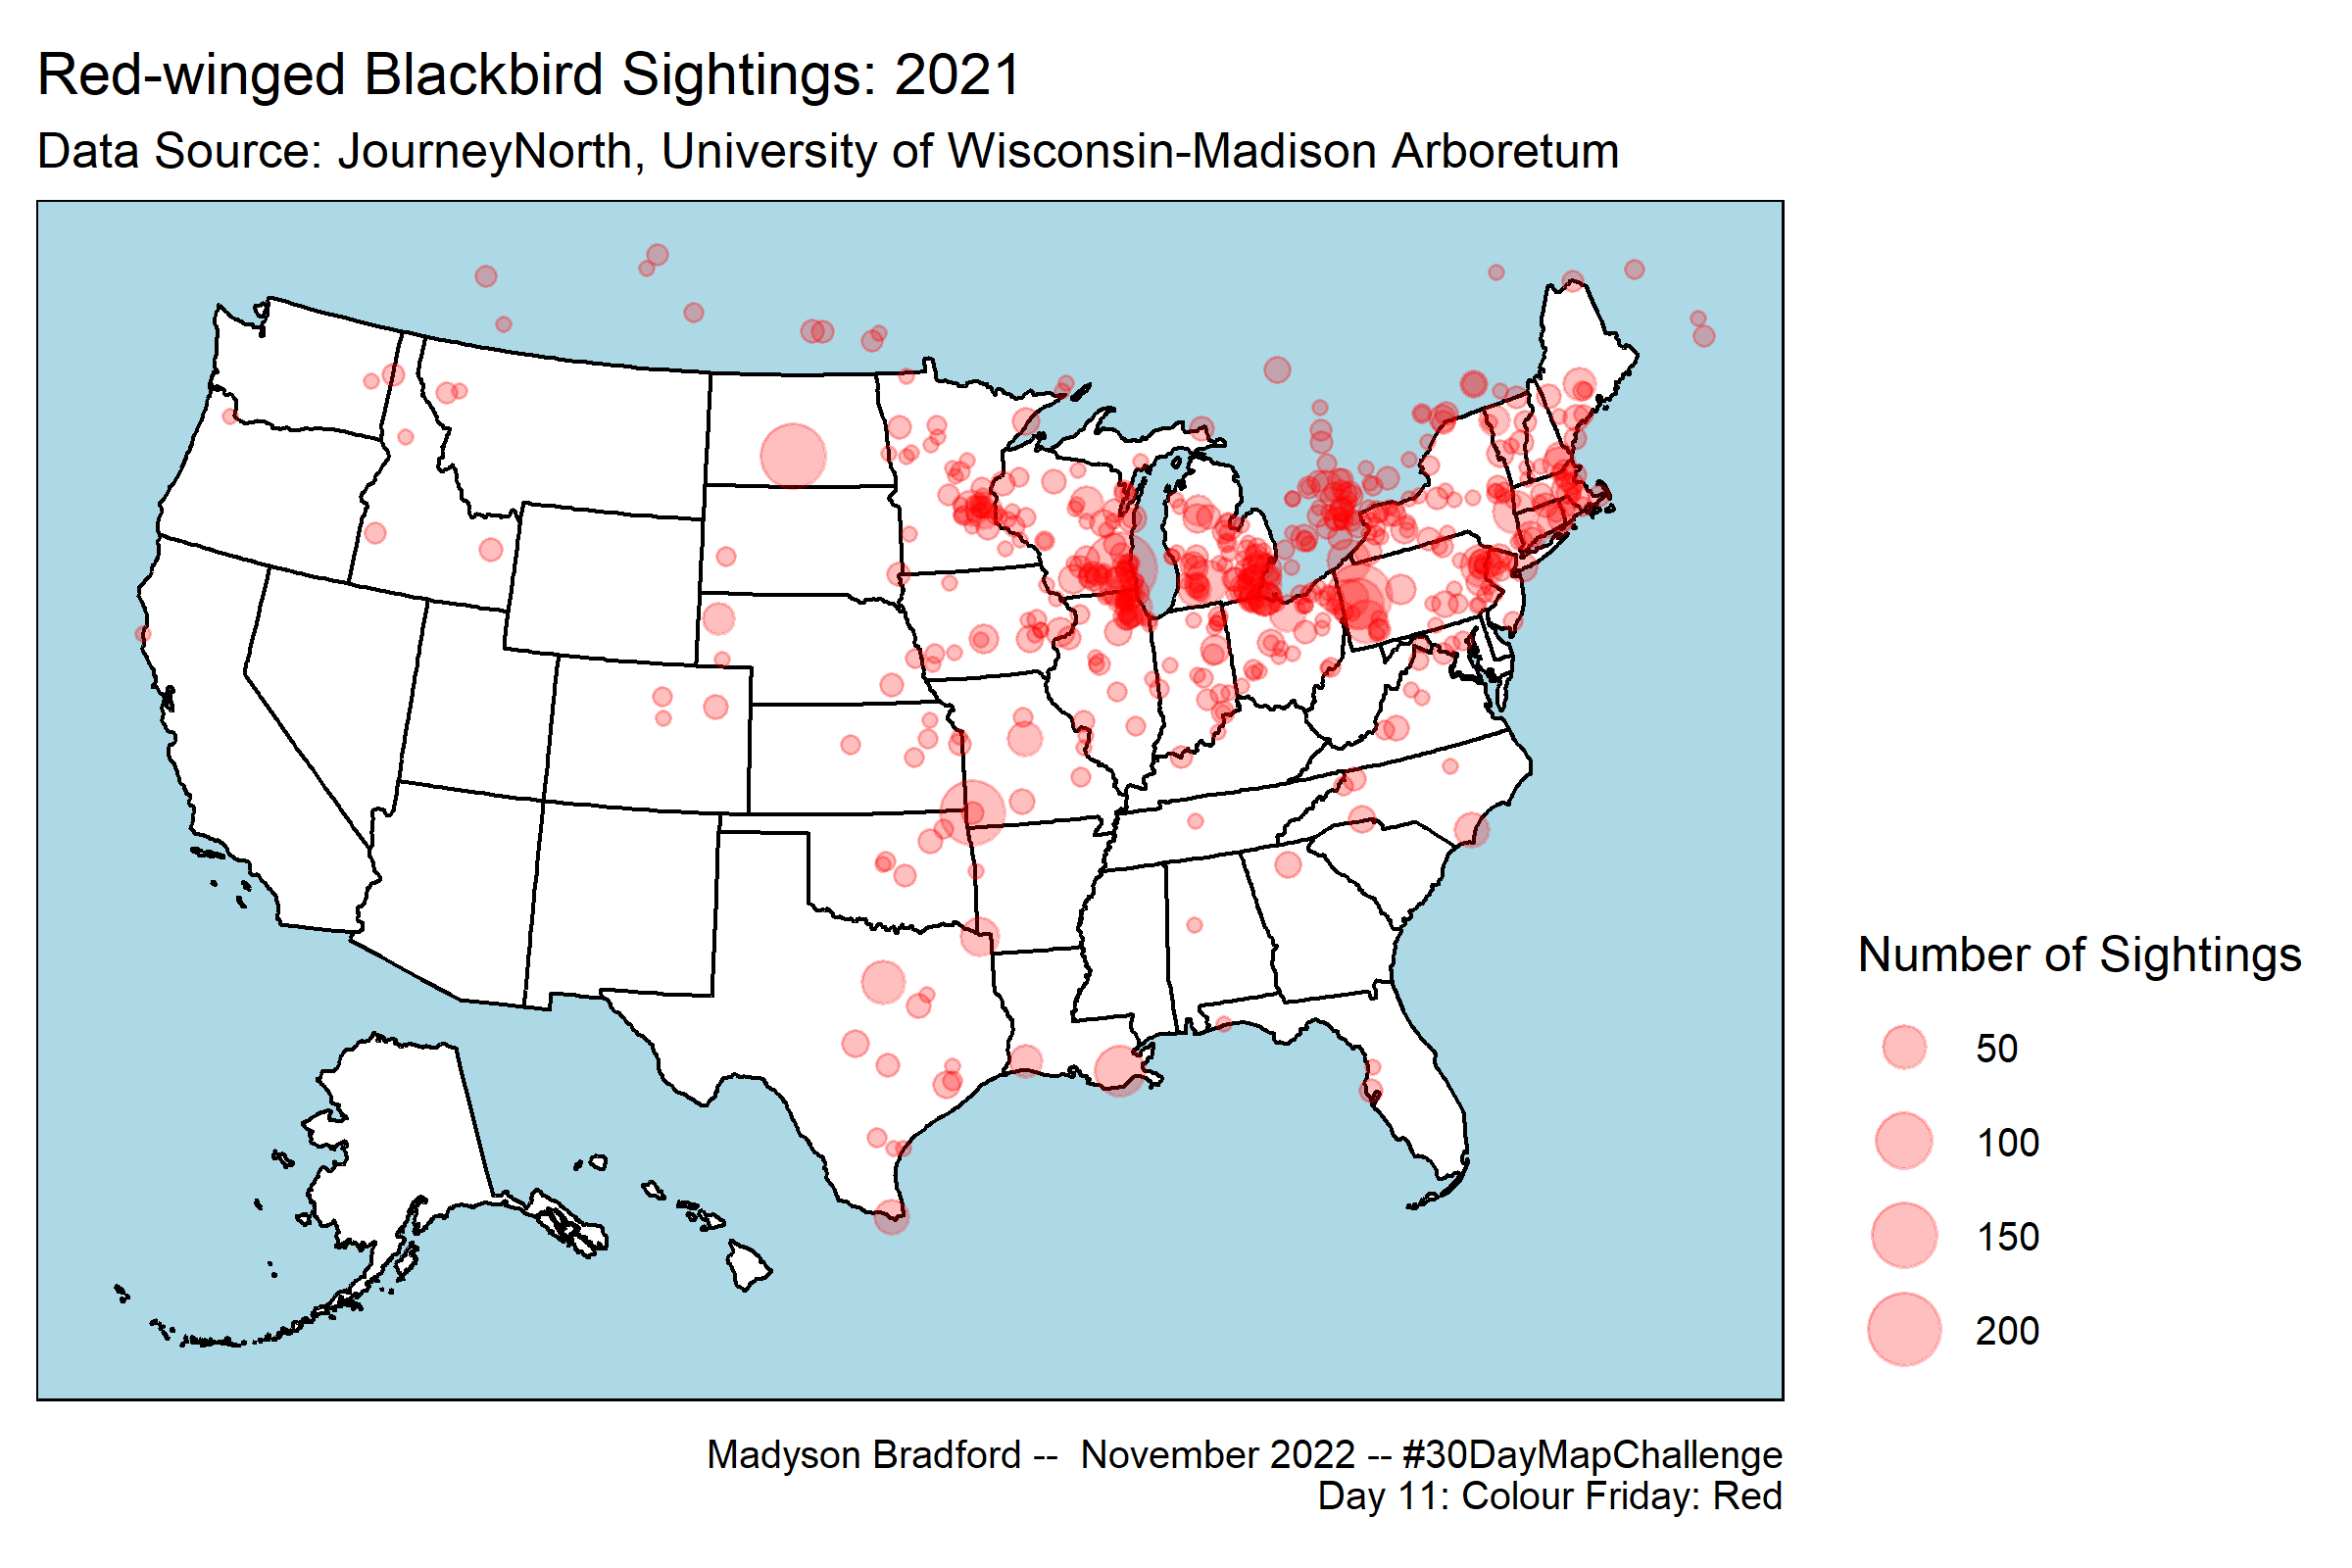 Red-winged Blackbird Sightings: 2021
Data Source: JourneyNorth, University of Wisconsin-Madison Arboretum
Number of Sightings
50
100
150
200
Madyson Bradford --  November 2022 -- #30DayMapChallenge
Day 11: Colour Friday: Red